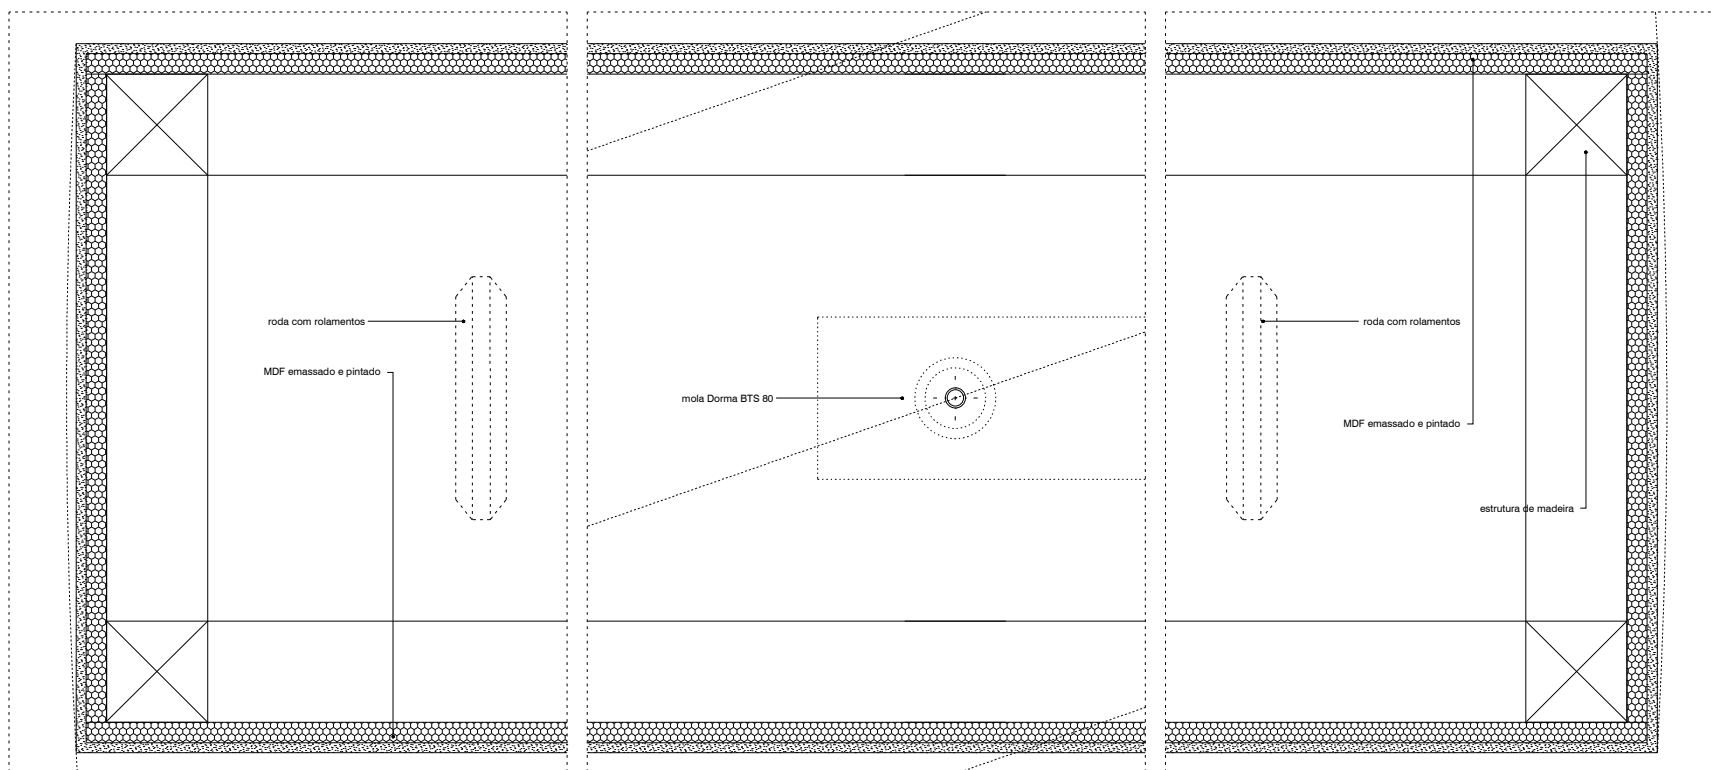 roda com rolamentos
roda com rolamentos
MDF emassado e pintado
mola Dorma BTS 80
MDF emassado e pintado
estrutura de madeira